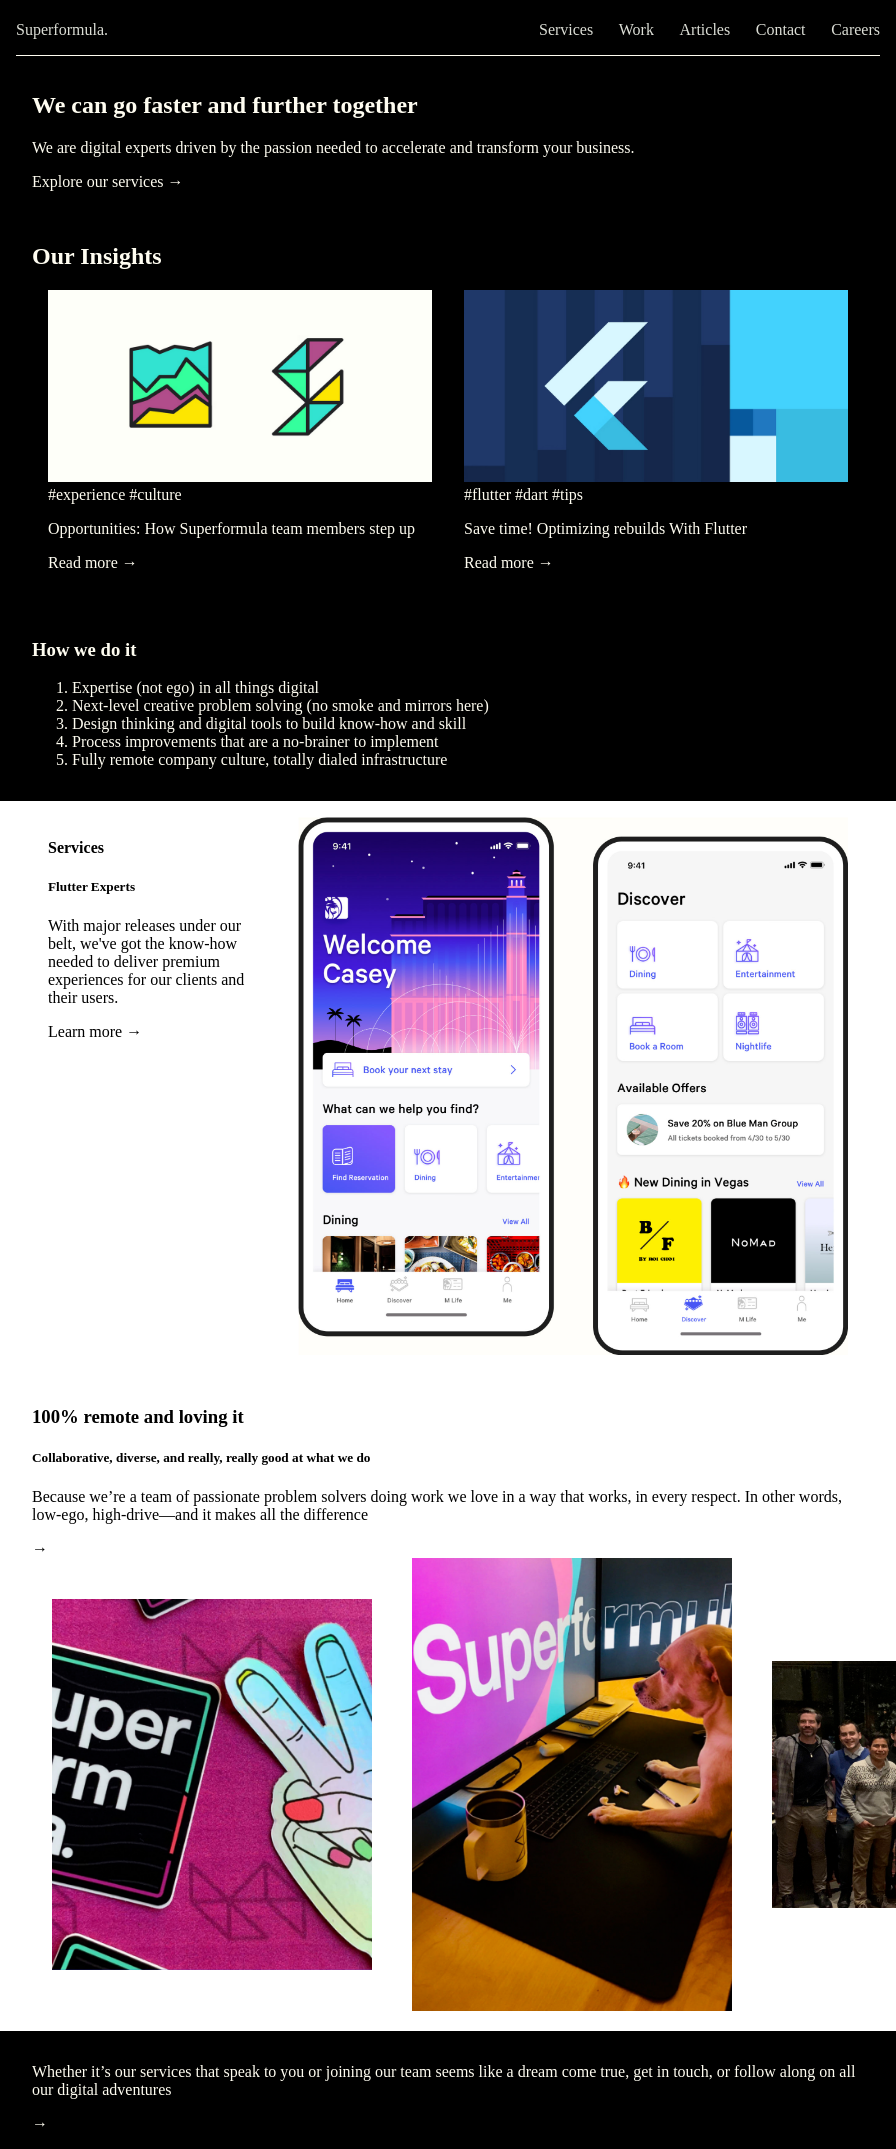 Superformula.
Services Work Articles Contact Careers
We can go faster and further together
We are digital experts driven by the passion needed to accelerate and transform your business.
Explore our services →
Our Insights
#experience #culture
Opportunities: How Superformula team members step up
Read more →
#flutter #dart #tips
Save time! Optimizing rebuilds With Flutter
Read more →
How we do it
1. Expertise (not ego) in all things digital
2. Next-level creative problem solving (no smoke and mirrors here)
3. Design thinking and digital tools to build know-how and skill
4. Process improvements that are a no-brainer to implement
5. Fully remote company culture, totally dialed infrastructure
Services
Flutter Experts
With major releases under our
belt, we've got the know-how
needed to deliver premium
experiences for our clients and
their users.
Learn more →
9:41
Welcome
Casey
Book your next stay
What can we help you find?
Find Reservation Dining Entertainmen
Dining View All
Home Discover M Life Me
9:41
Discover
Dining Entertainment
Book a Room Nightlife
Available Offers
Save 20% on Blue Man Group
All tickets booked from 4/30 to 5/30
🔥 New Dining in Vegas View All
B/F
BY ROI CHOI
NOMAD
He
Home Discover M Life Me
100% remote and loving it
Collaborative, diverse, and really, really good at what we do
Because we’re a team of passionate problem solvers doing work we love in a way that works, in every respect. In other words,
low-ego, high-drive—and it makes all the difference
→
uper
rm
a.
Superformul
Whether it’s our services that speak to you or joining our team seems like a dream come true, get in touch, or follow along on all
our digital adventures
→